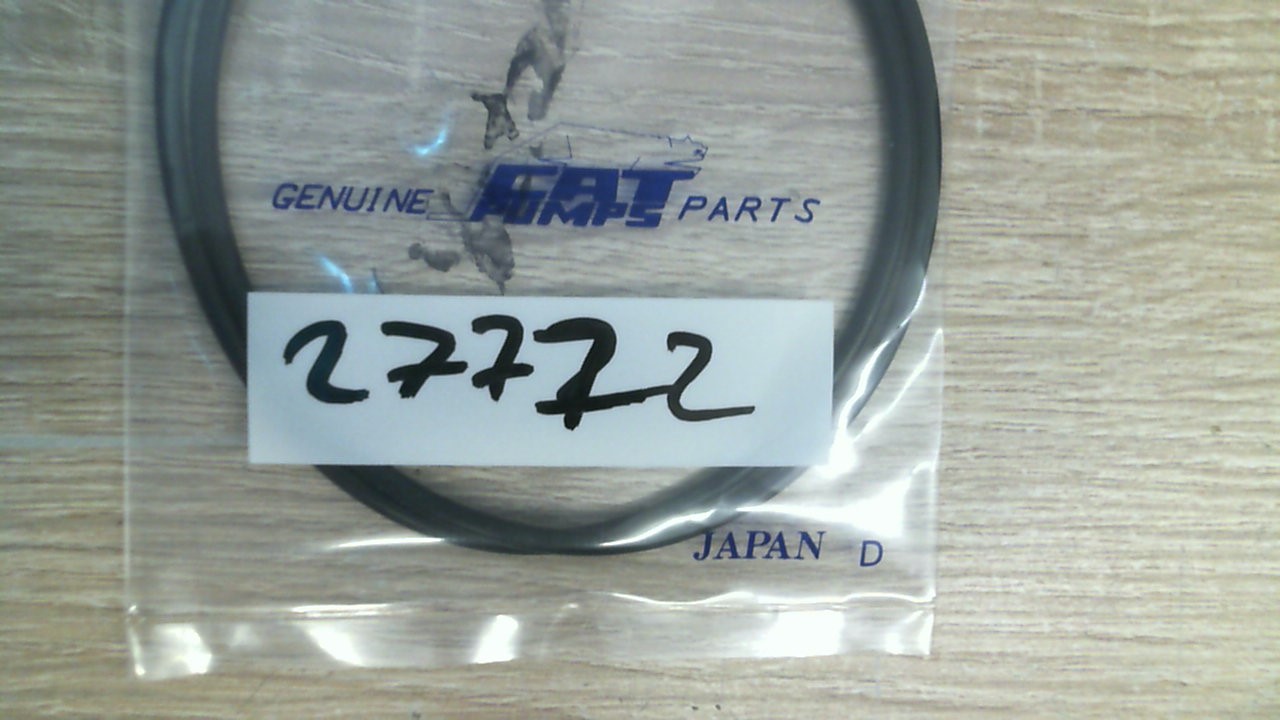 GENUINE CAT PUMPS PARTS
27772
JAPAN D